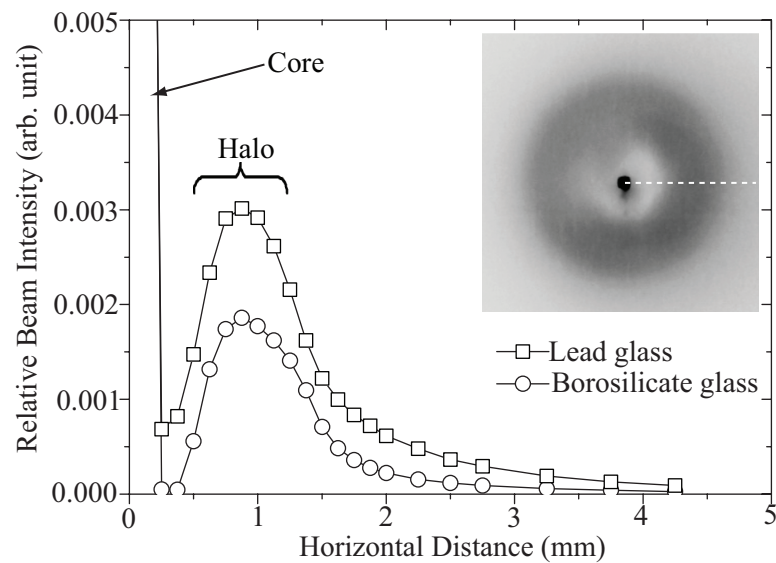 0.005
0.004
0.003
0.002
0.001
0.000
Relative Beam Intensity (arb. unit)
Core
Halo
Lead glass
Borosilicate glass
0
1
2
3
4
5
Horizontal Distance (mm)